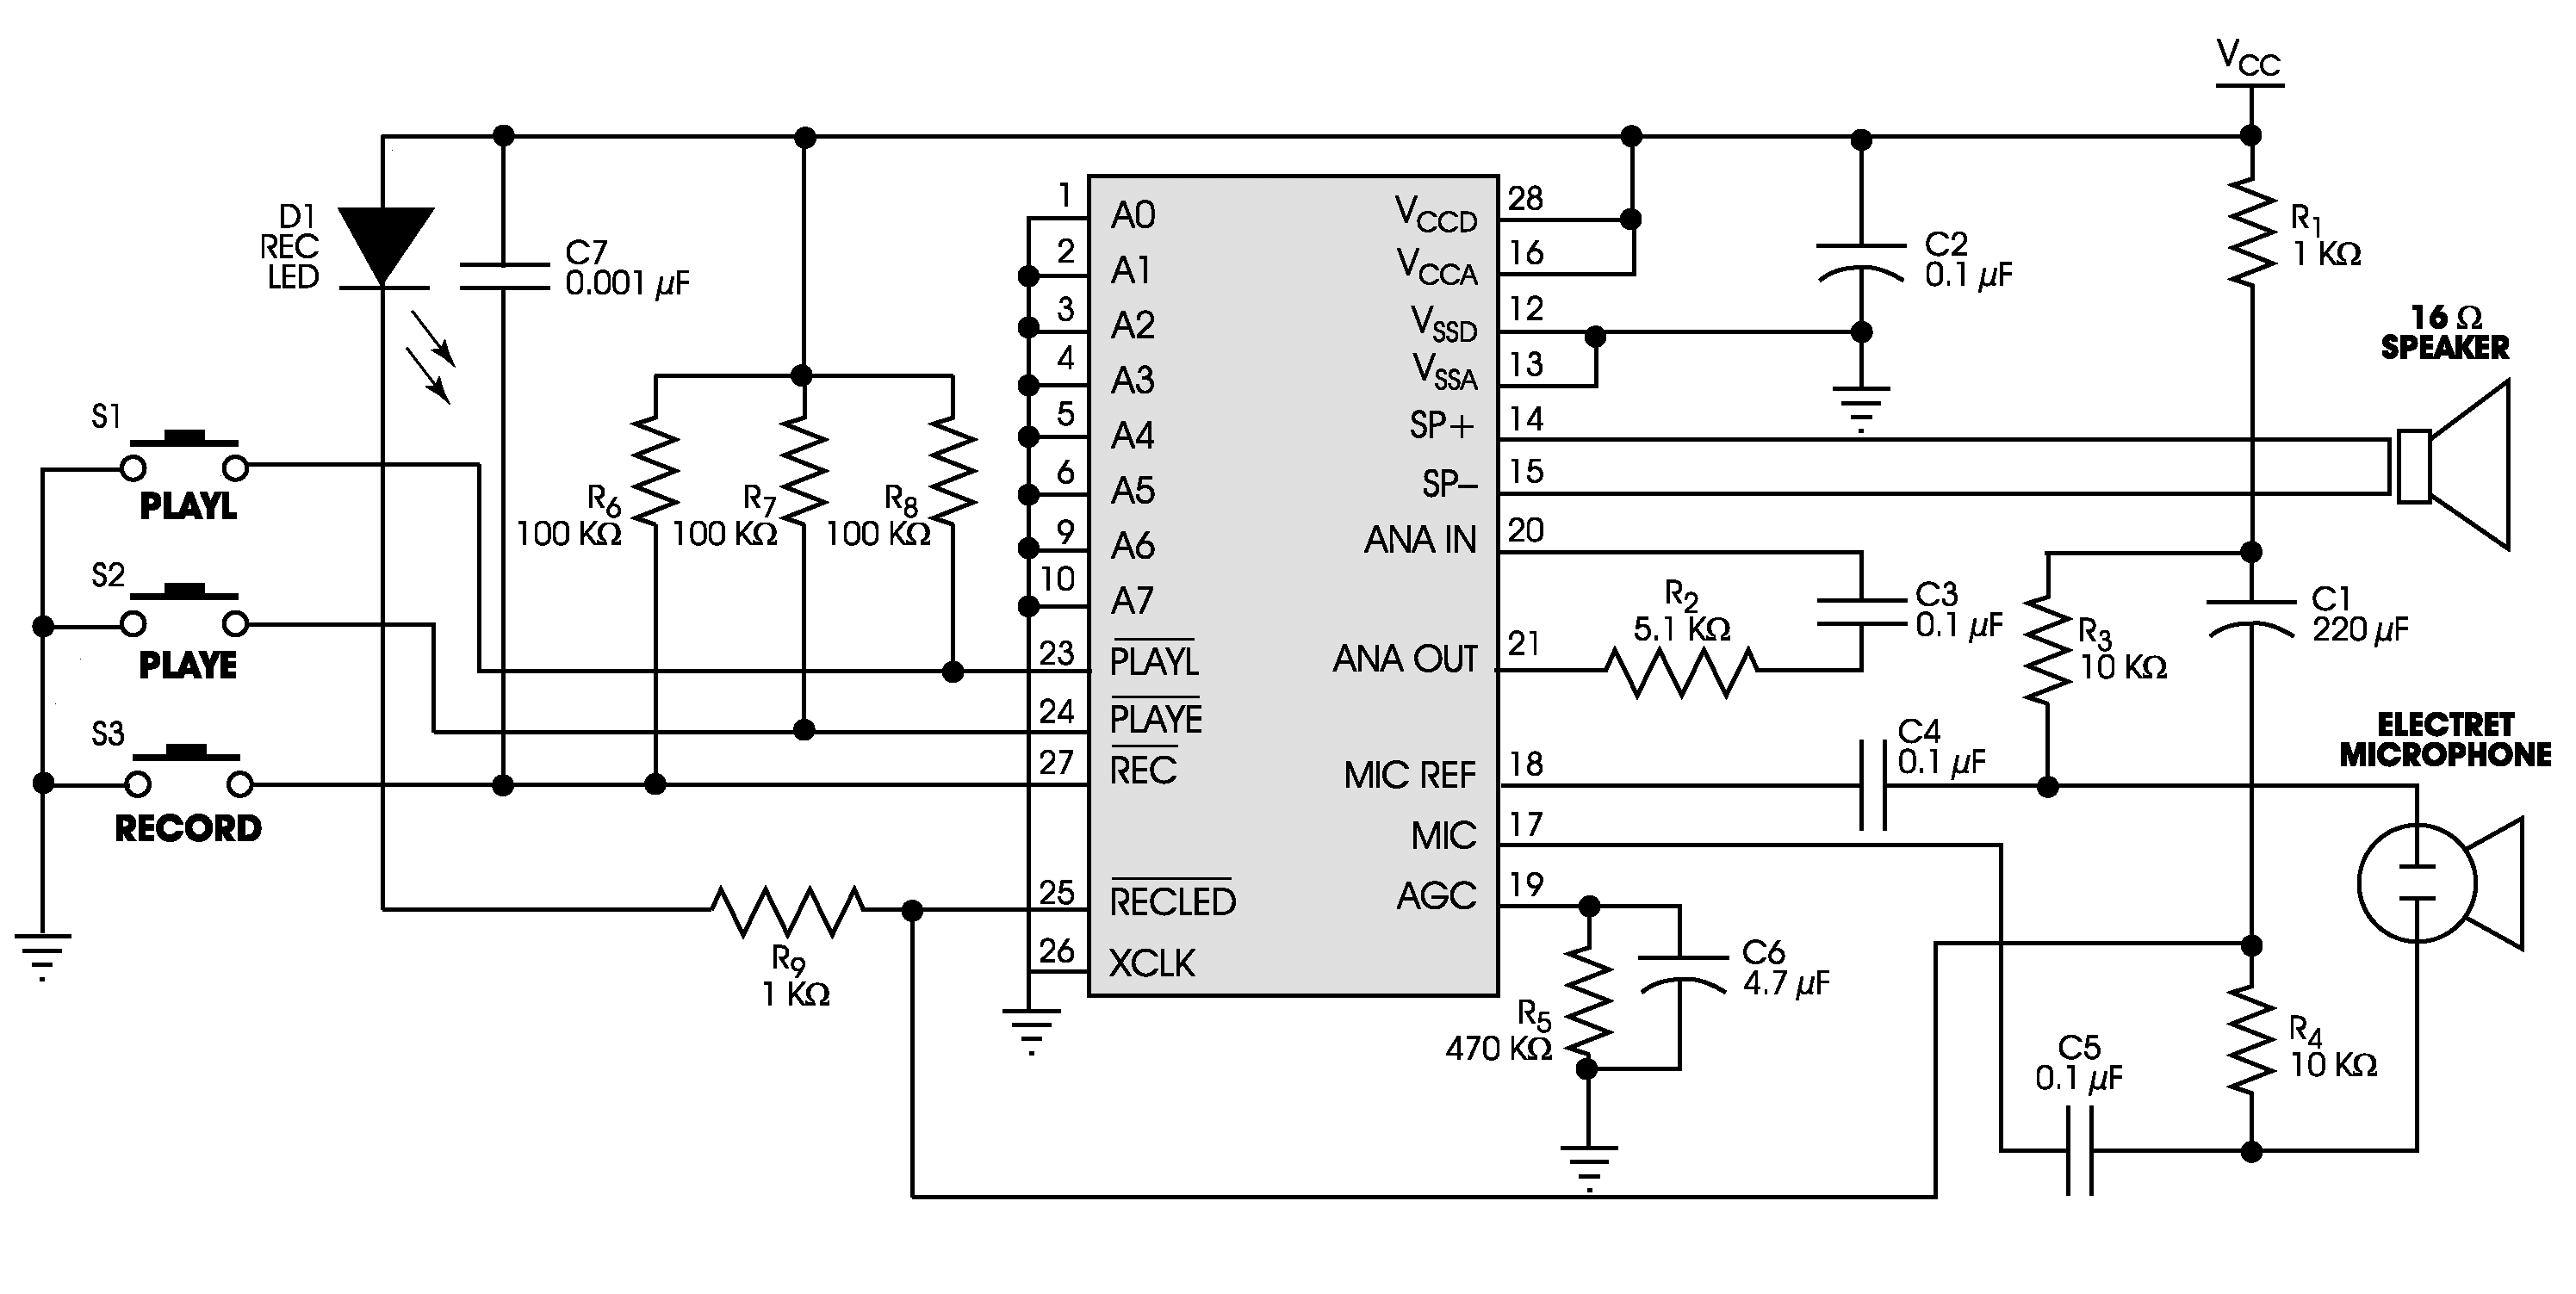 V_CC
D1
REC
LED
C7
0.001 µF
S1
PLAYL
S2
PLAYE
S3
RECORD
R6
100 KΩ
R7
100 KΩ
R8
100 KΩ
R9
1 KΩ
1 A0
2 A1
3 A2
4 A3
5 A4
6 A5
9 A6
10 A7
23 PLAYL
24 PLAYE
27 REC
25 RECLED
26 XCLK
VCCD 28
VCCA 16
VSSD 12
VSSA 13
SP+ 14
SP– 15
ANA IN 20
ANA OUT 21
MIC REF 18
MIC 17
AGC 19
C2
0.1 µF
R1
1 KΩ
16 Ω
SPEAKER
R2
5.1 KΩ
C3
0.1 µF
R3
10 KΩ
C1
220 µF
C4
0.1 µF
ELECTRET
MICROPHONE
R5
470 KΩ
C6
4.7 µF
C5
0.1 µF
R4
10 KΩ